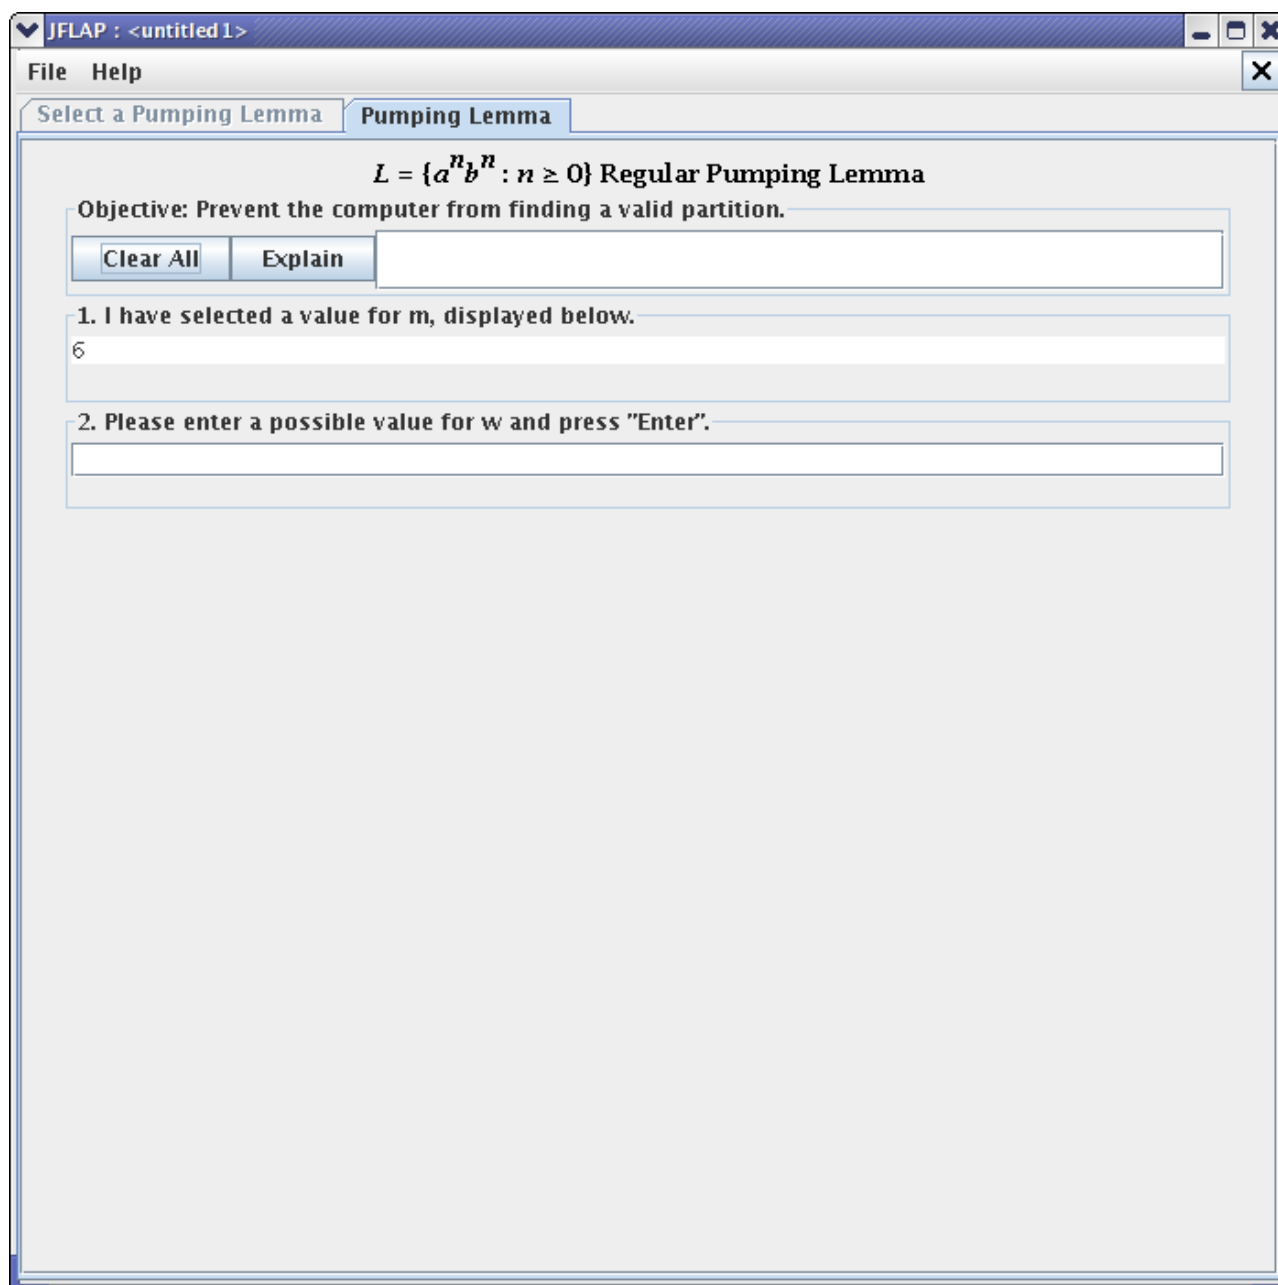 JFLAP : <untitled1>
File Help
Select a Pumping Lemma Pumping Lemma
L = {aⁿbⁿ : n ≥ 0} Regular Pumping Lemma
Objective: Prevent the computer from finding a valid partition.
Clear All Explain
1. I have selected a value for m, displayed below.
6
2. Please enter a possible value for w and press "Enter".